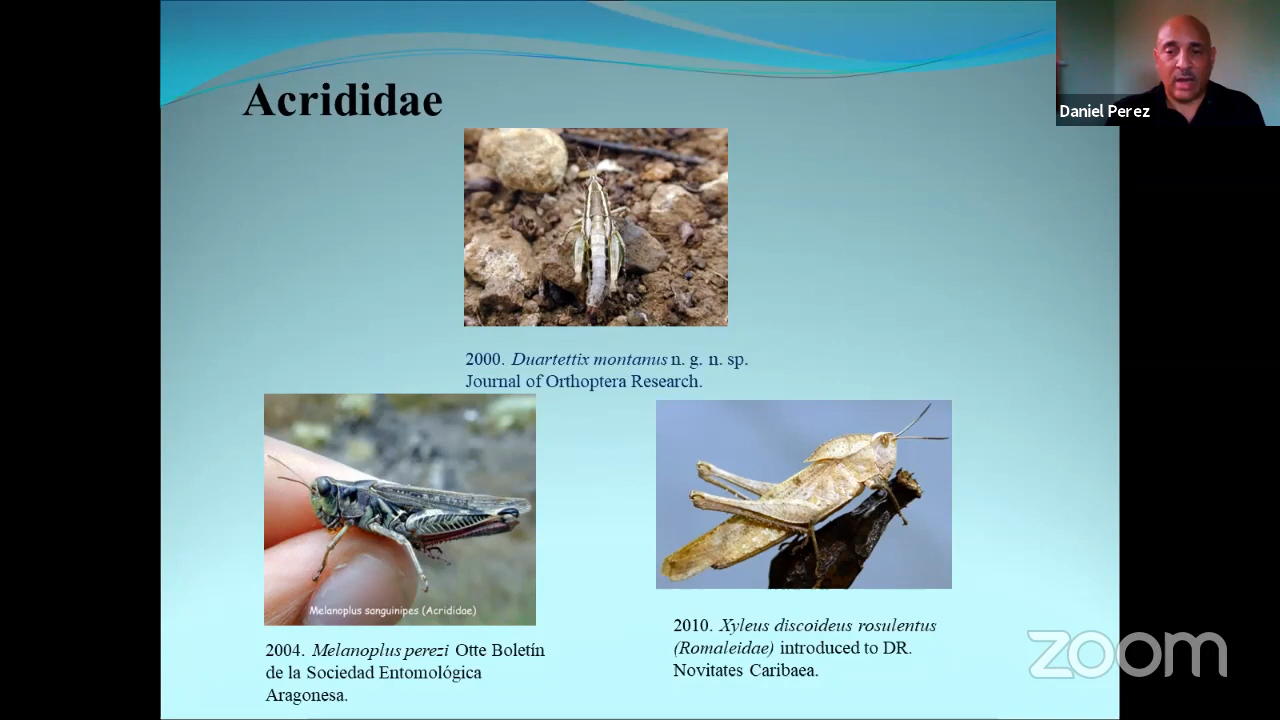 Acrididae
Daniel Perez
2000. Duartettix montanus n. g. n. sp.
Journal of Orthoptera Research.
Melanoplus sanguinipes (Acrididae)
2004. Melanoplus perezi Otte Boletín
de la Sociedad Entomológica
Aragonesa.
2010. Xyleus discoideus rosulentus
(Romaleidae) introduced to DR.
Novitates Caribaea.
zoom